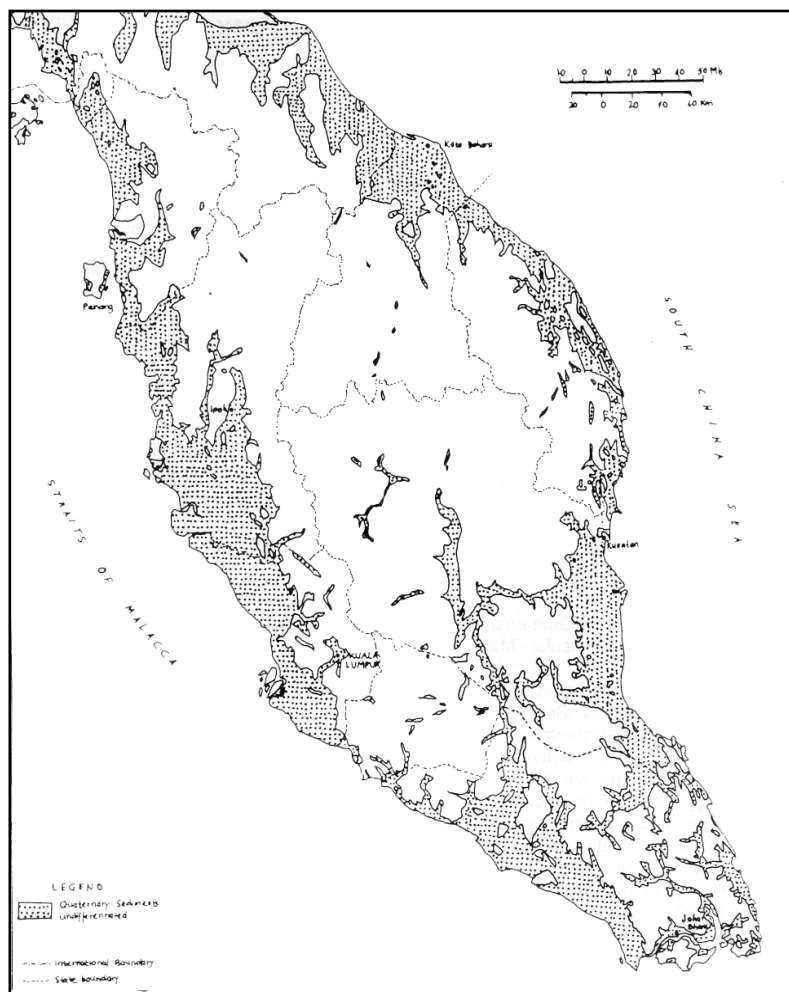 10 0 10 20 30 40 50 Mls
20 0 20 40 60 Km
Kota Baharu
Penang
SOUTH CHINA SEA
Ipoh
STRAITS OF MALACCA
Kuantan
KUALA
LUMPUR
LEGEND
Quaternary Sediments
undifferentiated
Johor
Bharu
International Boundary
State boundary